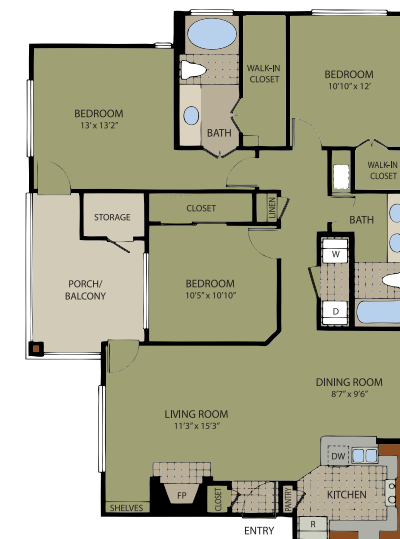 WALK-IN
CLOSET
BEDROOM
10'10" x 12'
BEDROOM
13' x 13'2"
BATH
WALK-IN
CLOSET
CLOSET
LINEN
STORAGE
BATH
W
PORCH/
BALCONY
BEDROOM
10'5" x 10'10"
D
DINING ROOM
8'7" x 9'6"
LIVING ROOM
11'3" x 15'3"
DW
FP
CLOSET
PANTRY
KITCHEN
SHELVES
ENTRY
R